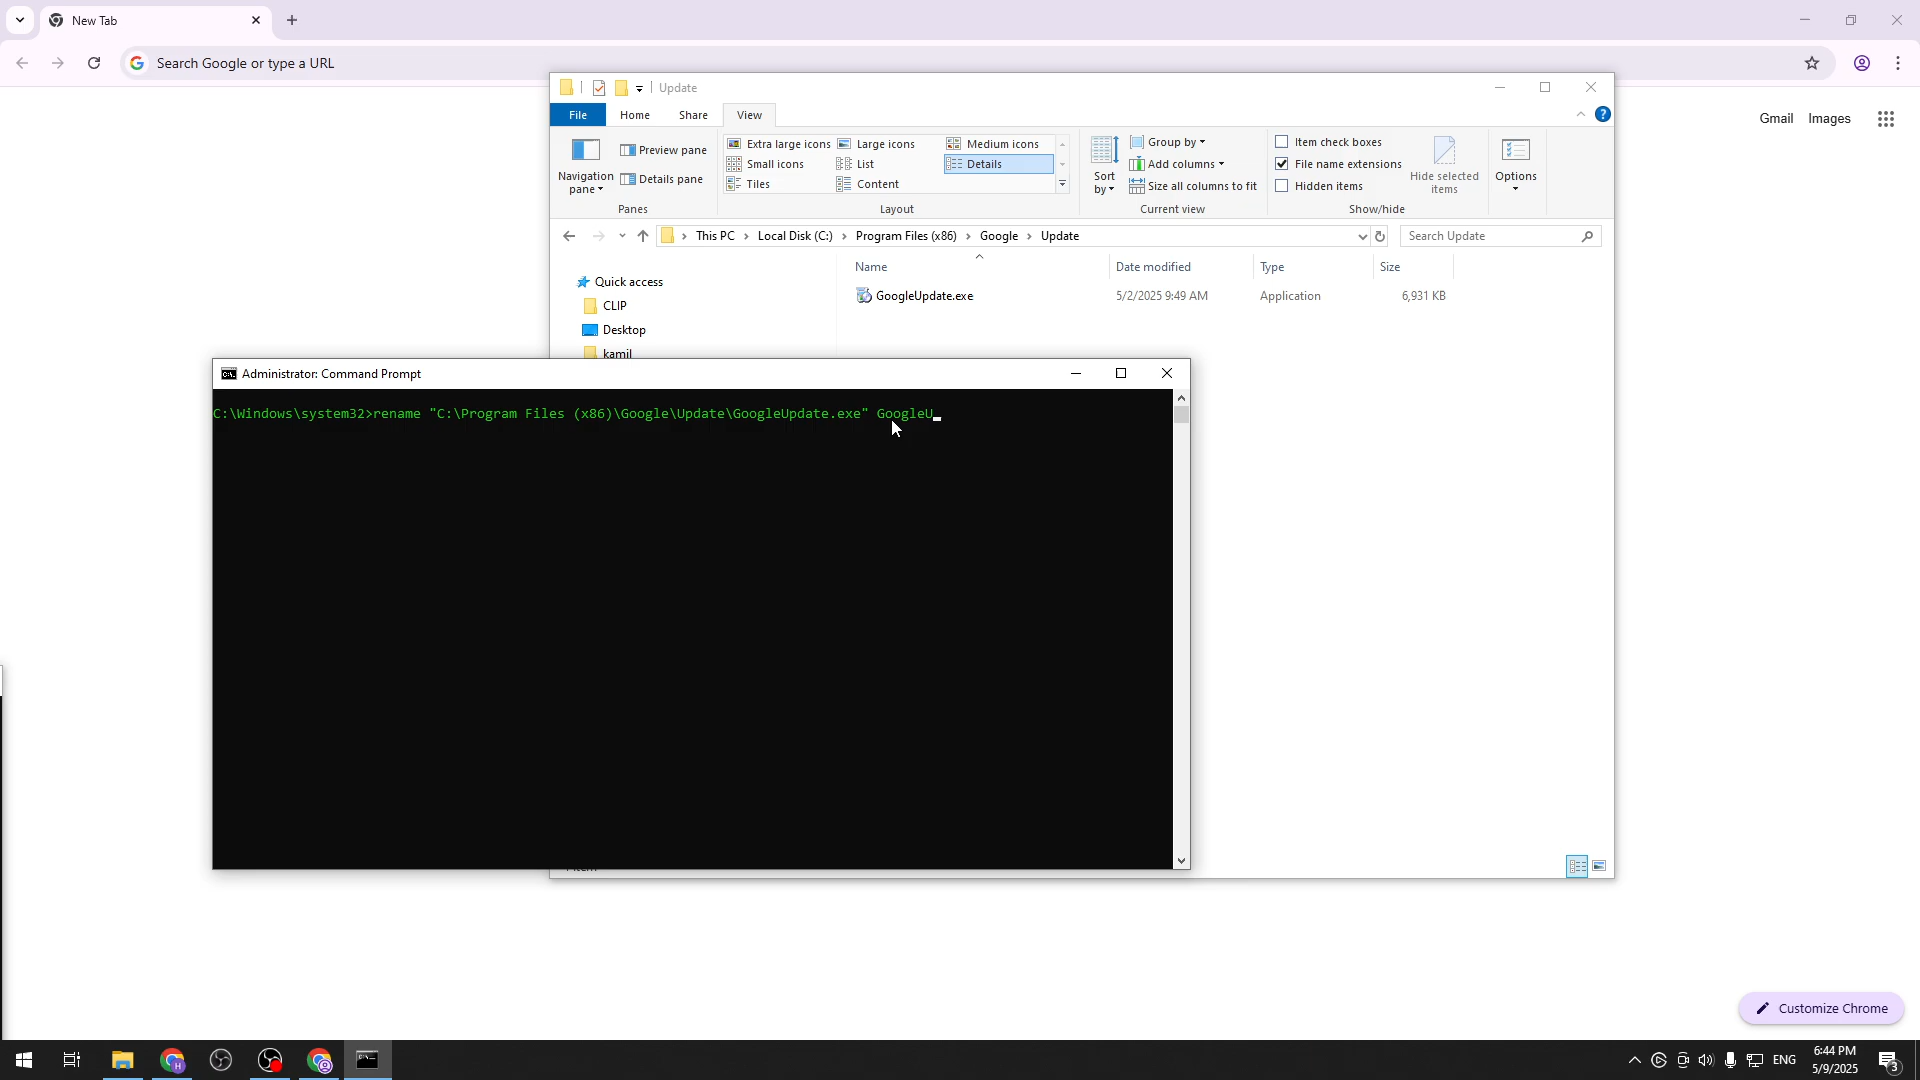 New Tab
Search Google or type a URL
Gmail Images
Update
File Home Share View
Navigation pane
Preview pane
Details pane
Panes
Extra large icons Large icons Medium icons
Small icons List Details
Tiles Content
Layout
Sort by
Group by
Add columns
Size all columns to fit
Current view
Item check boxes
File name extensions
Hidden items
Hide selected items
Show/hide
Options
This PC Local Disk (C:) Program Files (x86) Google Update
Search Update
Name Date modified Type Size
GoogleUpdate.exe 5/2/2025 9:49 AM Application 6,931 KB
Quick access
CLIP
Desktop
kamil
Administrator: Command Prompt
C:\Windows\system32>rename "C:\Program Files (x86)\Google\Update\GoogleUpdate.exe" GoogleU_
Customize Chrome
ENG
6:44 PM
5/9/2025
3